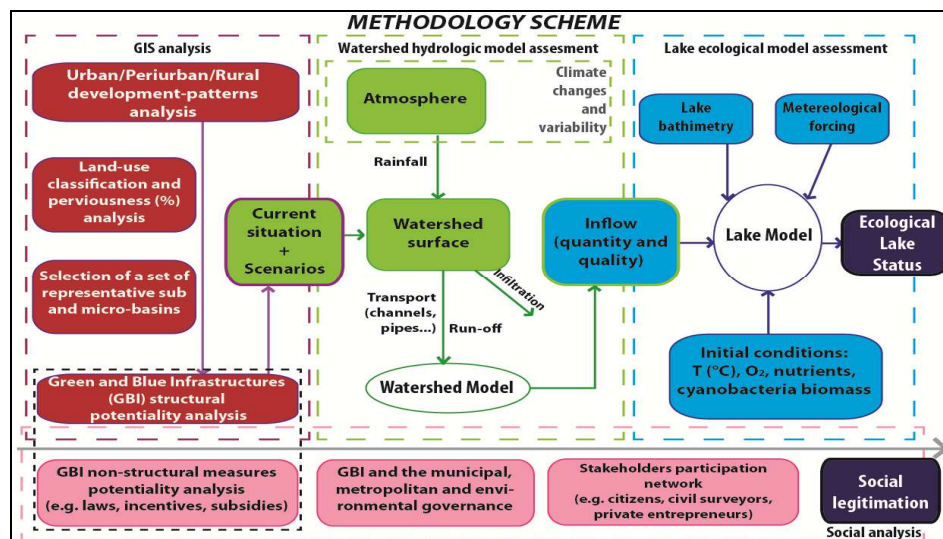 METHODOLOGY SCHEME
GIS analysis
Urban/Periurban/Rural
development-patterns
analysis
Land-use
classification and
perviousness (%)
analysis
Selection of a set of
representative sub
and micro-basins
Green and Blue Infrastructures
(GBI) structural
potentiality analysis
Current
situation
+
Scenarios
Watershed hydrologic model assesment
Atmosphere
Climate
changes
and
variability
Rainfall
Watershed
surface
Infiltration
Transport
(channels,
pipes...)
Run-off
Watershed Model
Inflow
(quantity and
quality)
Lake ecological model assessment
Lake
bathimetry
Metereological
forcing
Lake Model
Ecological
Lake
Status
Initial conditions:
T (°C), O₂, nutrients,
cyanobacteria biomass
GBI non-structural measures
potentiality analysis
(e.g. laws, incentives, subsidies)
GBI and the municipal,
metropolitan and envi-
ronmental governance
Stakeholders participation
network
(e.g. citizens, civil surveyors,
private entrepreneurs)
Social
legitimation
Social analysis